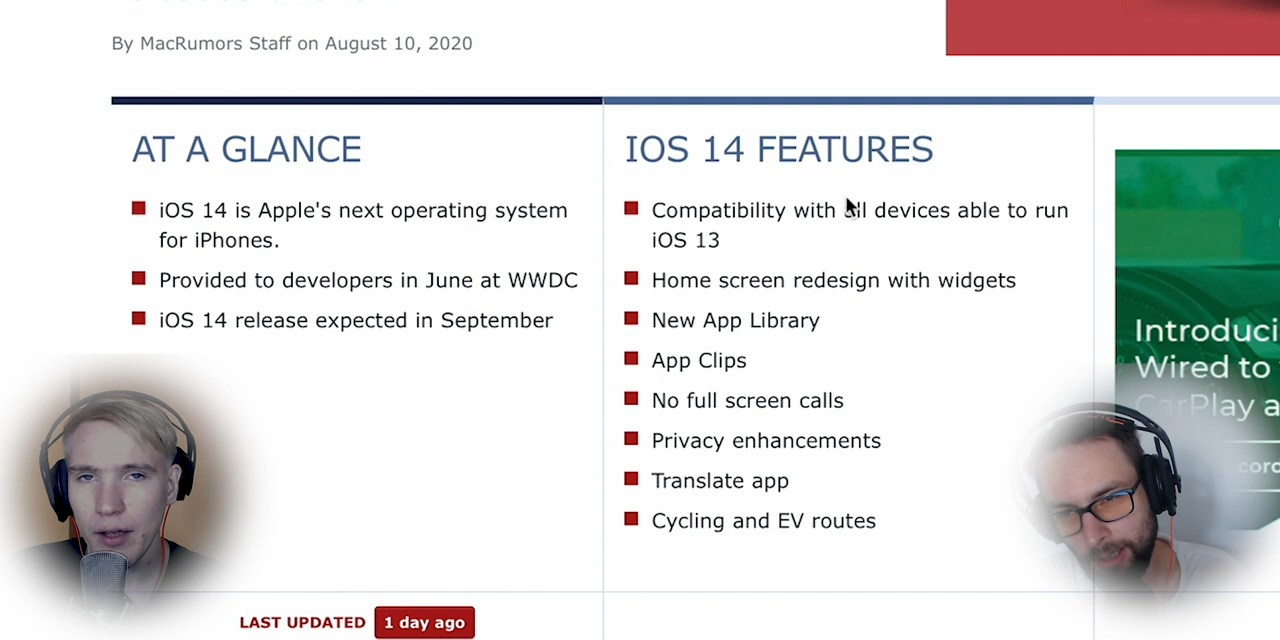 By MacRumors Staff on August 10, 2020
AT A GLANCE
iOS 14 is Apple's next operating system
for iPhones.
Provided to developers in June at WWDC
iOS 14 release expected in September
LAST UPDATED 1 day ago
IOS 14 FEATURES
Compatibility with all devices able to run
iOS 13
Home screen redesign with widgets
New App Library
App Clips
No full screen calls
Privacy enhancements
Translate app
Cycling and EV routes
Wired to
CarPlay a